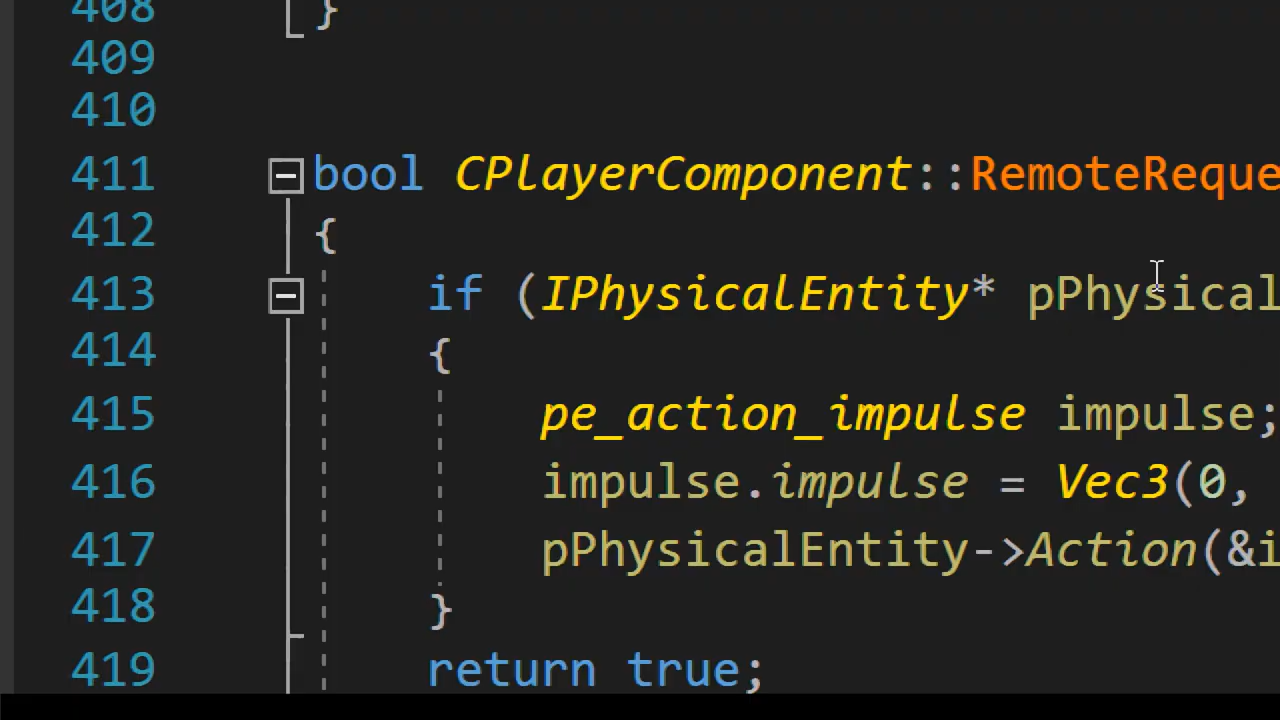 408 }
409
410
411 bool CPlayerComponent::RemoteReque
412 {
413 if (IPhysicalEntity* pPhysical
414 {
415 pe_action_impulse impulse;
416 impulse.impulse = Vec3(0,
417 pPhysicalEntity->Action(&i
418 }
419 return true;